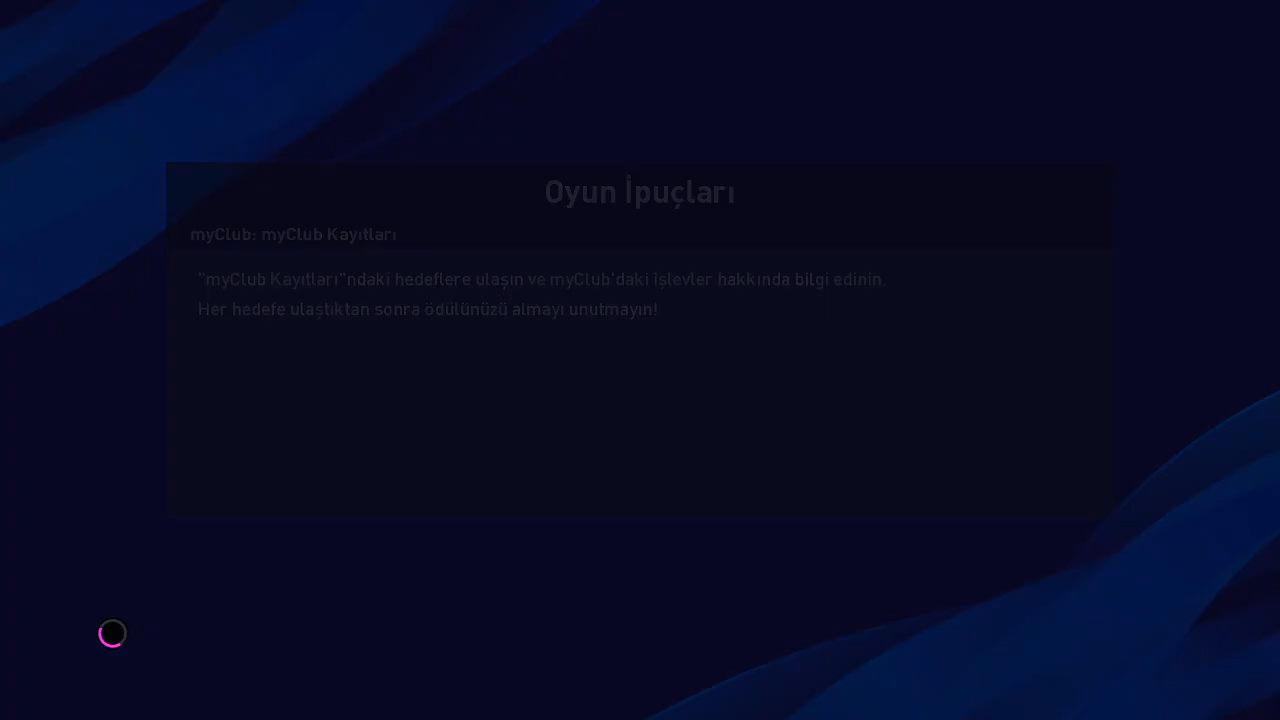 Oyun İpuçları
myClub: myClub Kayıtları
"myClub Kayıtları"ndaki hedeflere ulaşın ve myClub'daki işlevler hakkında bilgi edinin.
Her hedefe ulaştıktan sonra ödülünüzü almayı unutmayın!